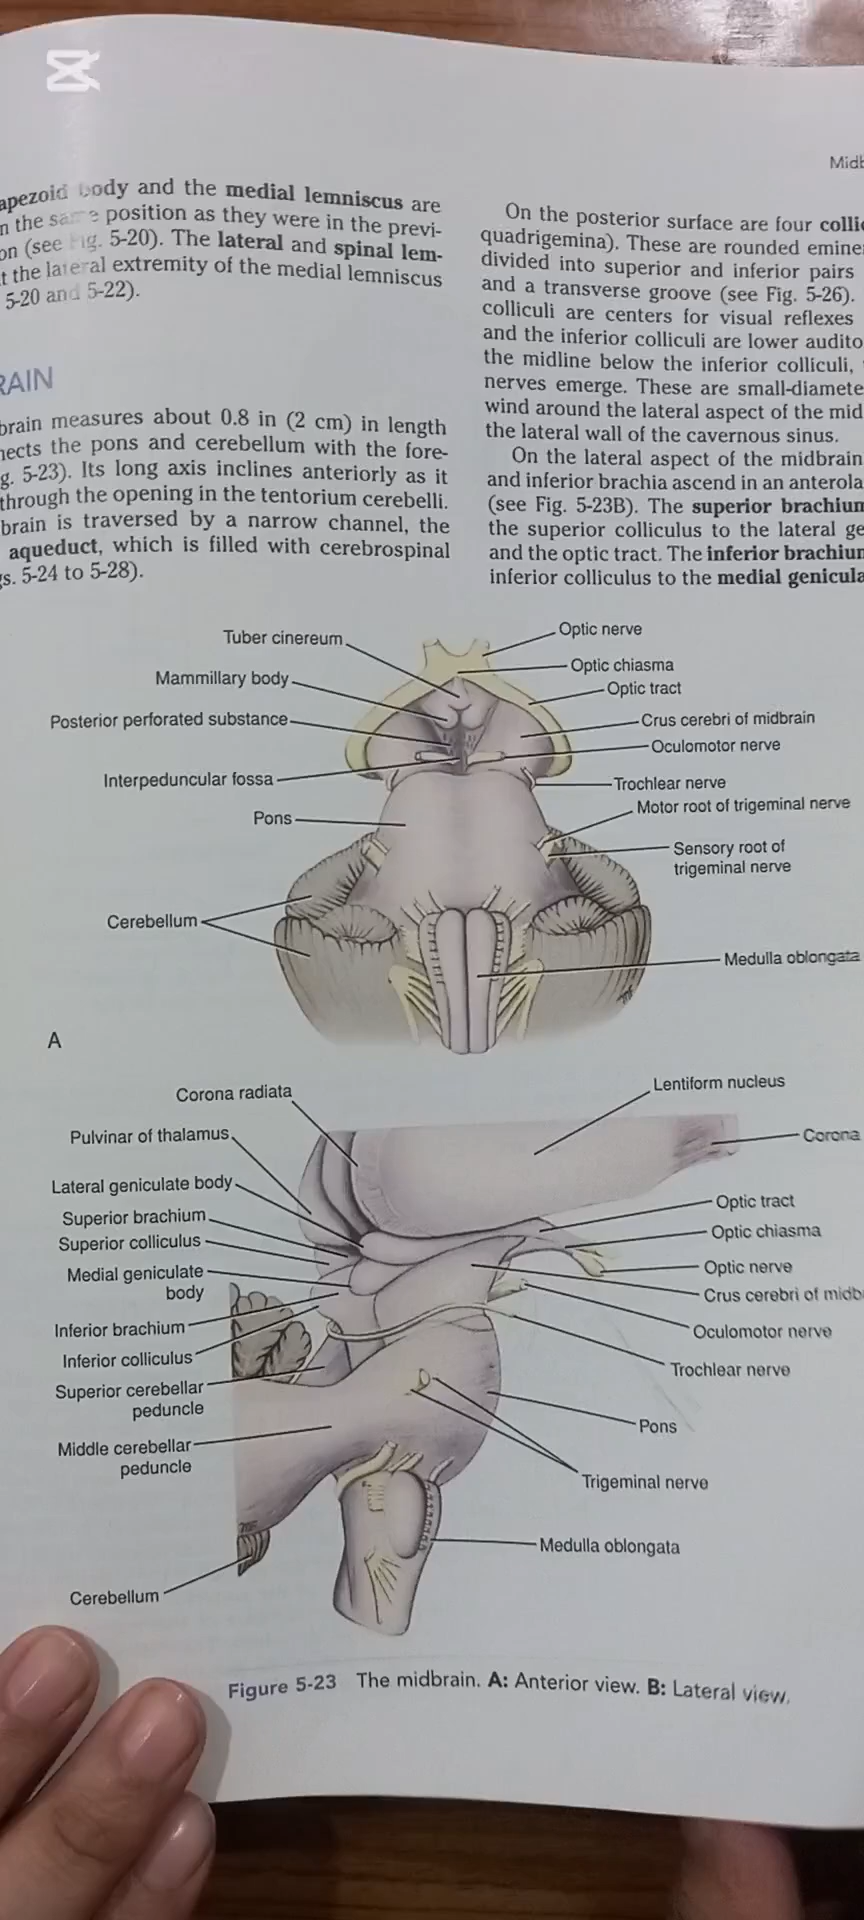 Midb
apezoid body and the medial lemniscus are
n the same position as they were in the previ-
on (see Fig. 5-20). The lateral and spinal lem-
t the lateral extremity of the medial lemniscus
5-20 and 5-22).
RAIN
brain measures about 0.8 in (2 cm) in length
nects the pons and cerebellum with the fore-
g. 5-23). Its long axis inclines anteriorly as it
through the opening in the tentorium cerebelli.
brain is traversed by a narrow channel, the
aqueduct, which is filled with cerebrospinal
gs. 5-24 to 5-28).
On the posterior surface are four collic
quadrigemina). These are rounded eminen
divided into superior and inferior pairs
and a transverse groove (see Fig. 5-26).
colliculi are centers for visual reflexes
and the inferior colliculi are lower audito
the midline below the inferior colliculi,
nerves emerge. These are small-diamete
wind around the lateral aspect of the mid
the lateral wall of the cavernous sinus.
On the lateral aspect of the midbrain
and inferior brachia ascend in an anterola
(see Fig. 5-23B). The superior brachium
the superior colliculus to the lateral ge
and the optic tract. The inferior brachium
inferior colliculus to the medial genicula
Tuber cinereum
Mammillary body
Posterior perforated substance
Interpeduncular fossa
Pons
Cerebellum
Optic nerve
Optic chiasma
Optic tract
Crus cerebri of midbrain
Oculomotor nerve
Trochlear nerve
Motor root of trigeminal nerve
Sensory root of
trigeminal nerve
Medulla oblongata
A
Corona radiata
Pulvinar of thalamus
Lateral geniculate body
Superior brachium
Superior colliculus
Medial geniculate
body
Inferior brachium
Inferior colliculus
Superior cerebellar
peduncle
Middle cerebellar
peduncle
Cerebellum
Lentiform nucleus
Corona
Optic tract
Optic chiasma
Optic nerve
Crus cerebri of midb
Oculomotor nerve
Trochlear nerve
Pons
Trigeminal nerve
Medulla oblongata
Figure 5-23 The midbrain. A: Anterior view. B: Lateral view.